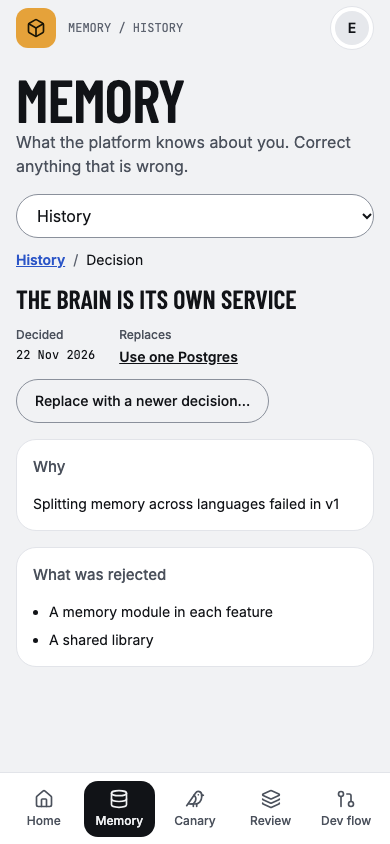 MEMORY / HISTORY
E
MEMORY
What the platform knows about you. Correct
anything that is wrong.
History
History / Decision
THE BRAIN IS ITS OWN SERVICE
Decided
22 Nov 2026
Replaces
Use one Postgres
Replace with a newer decision...
Why
Splitting memory across languages failed in v1
What was rejected
• A memory module in each feature
• A shared library
Home
Memory
Canary
Review
Dev flow